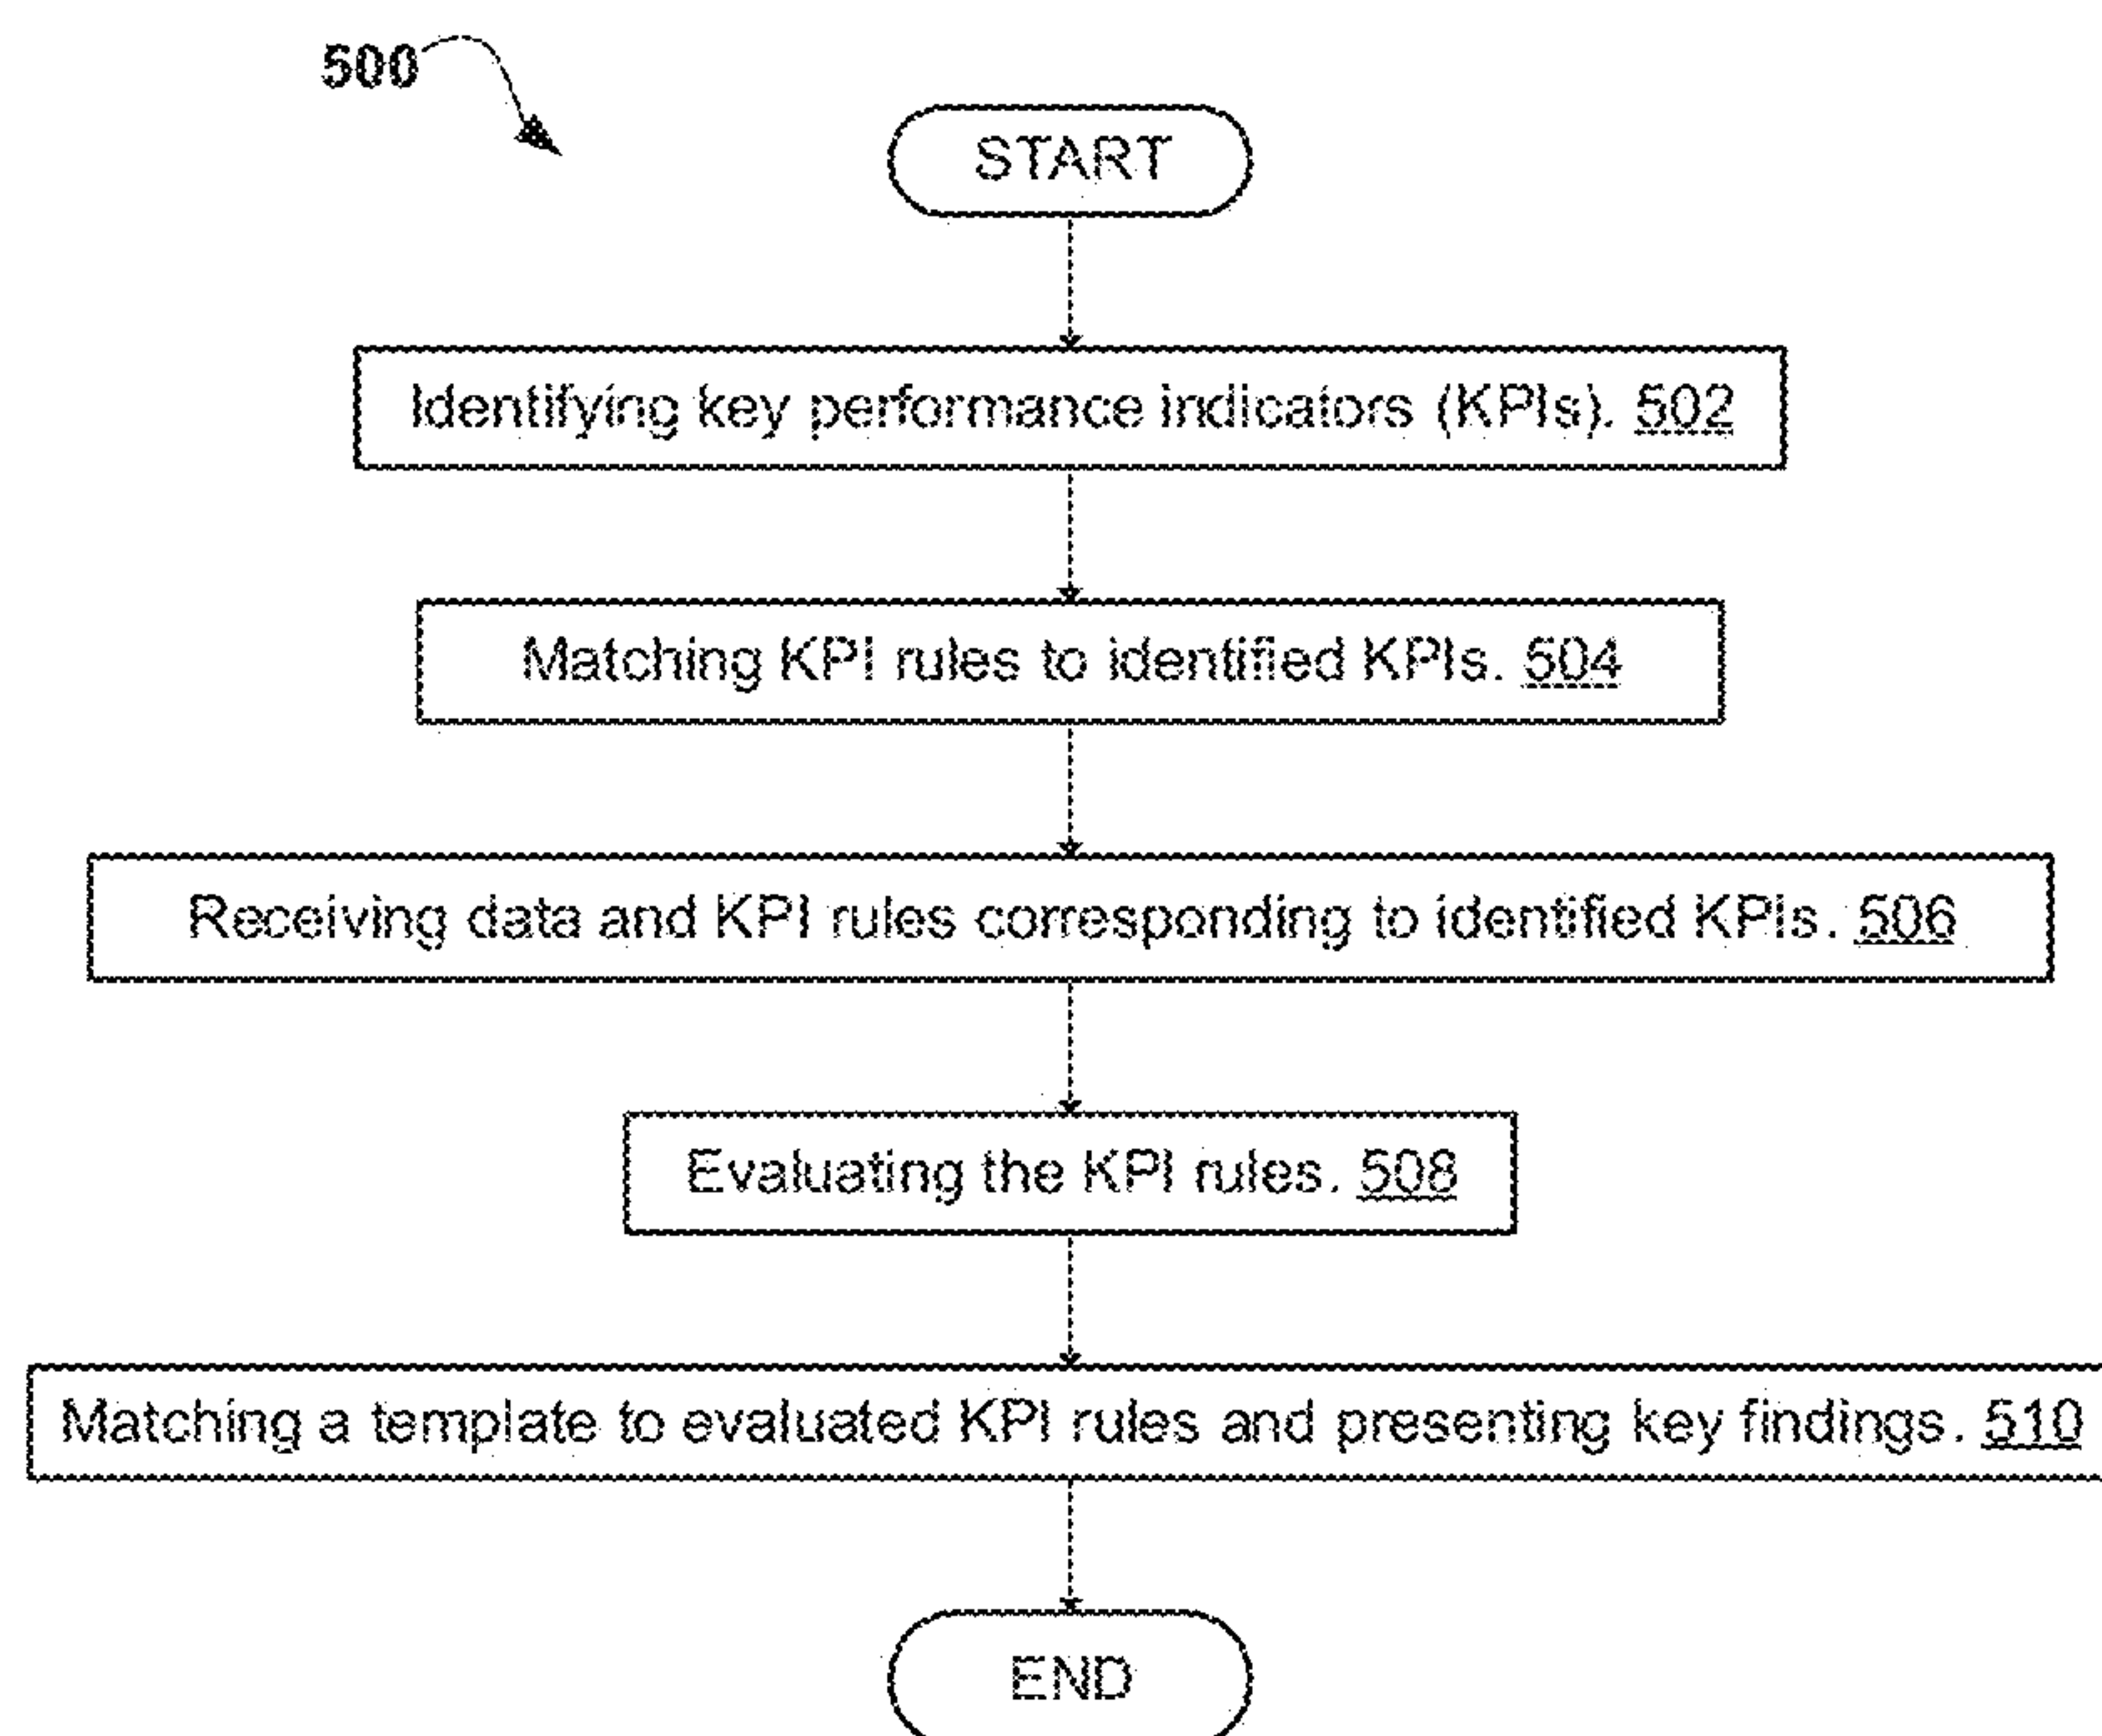 500
START
Identifying key performance indicators (KPIs). 502
Matching KPI rules to identified KPIs. 504
Receiving data and KPI rules corresponding to identified KPIs. 506
Evaluating the KPI rules. 508
Matching a template to evaluated KPI rules and presenting key findings. 510
END